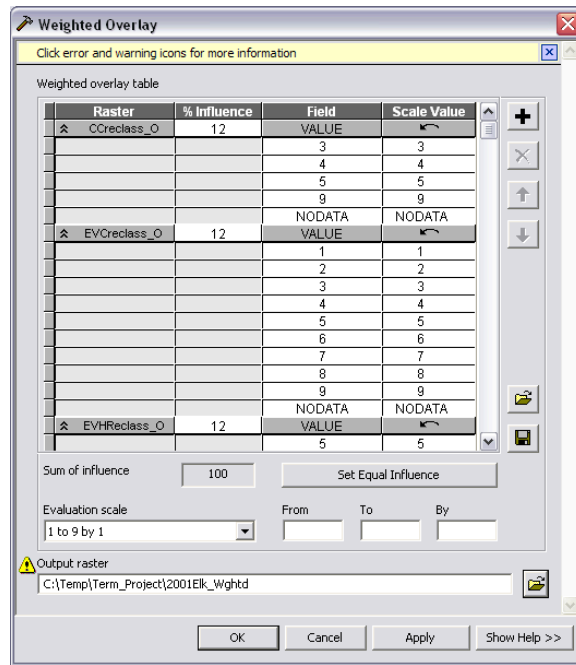 Weighted Overlay
Click error and warning icons for more information
Weighted overlay table
Raster % Influence Field Scale Value
CCreclass_O 12 VALUE
3 3
4 4
5 5
9 9
NODATA NODATA
EVCreclass_O 12 VALUE
1 1
2 2
3 3
4 4
5 5
6 6
7 7
8 8
9 9
NODATA NODATA
EVHReclass_O 12 VALUE
5 5
Sum of influence 100 Set Equal Influence
Evaluation scale From To By
1 to 9 by 1
Output raster
C:\Temp\Term_Project\2001Elk_Wghtd
OK Cancel Apply Show Help >>